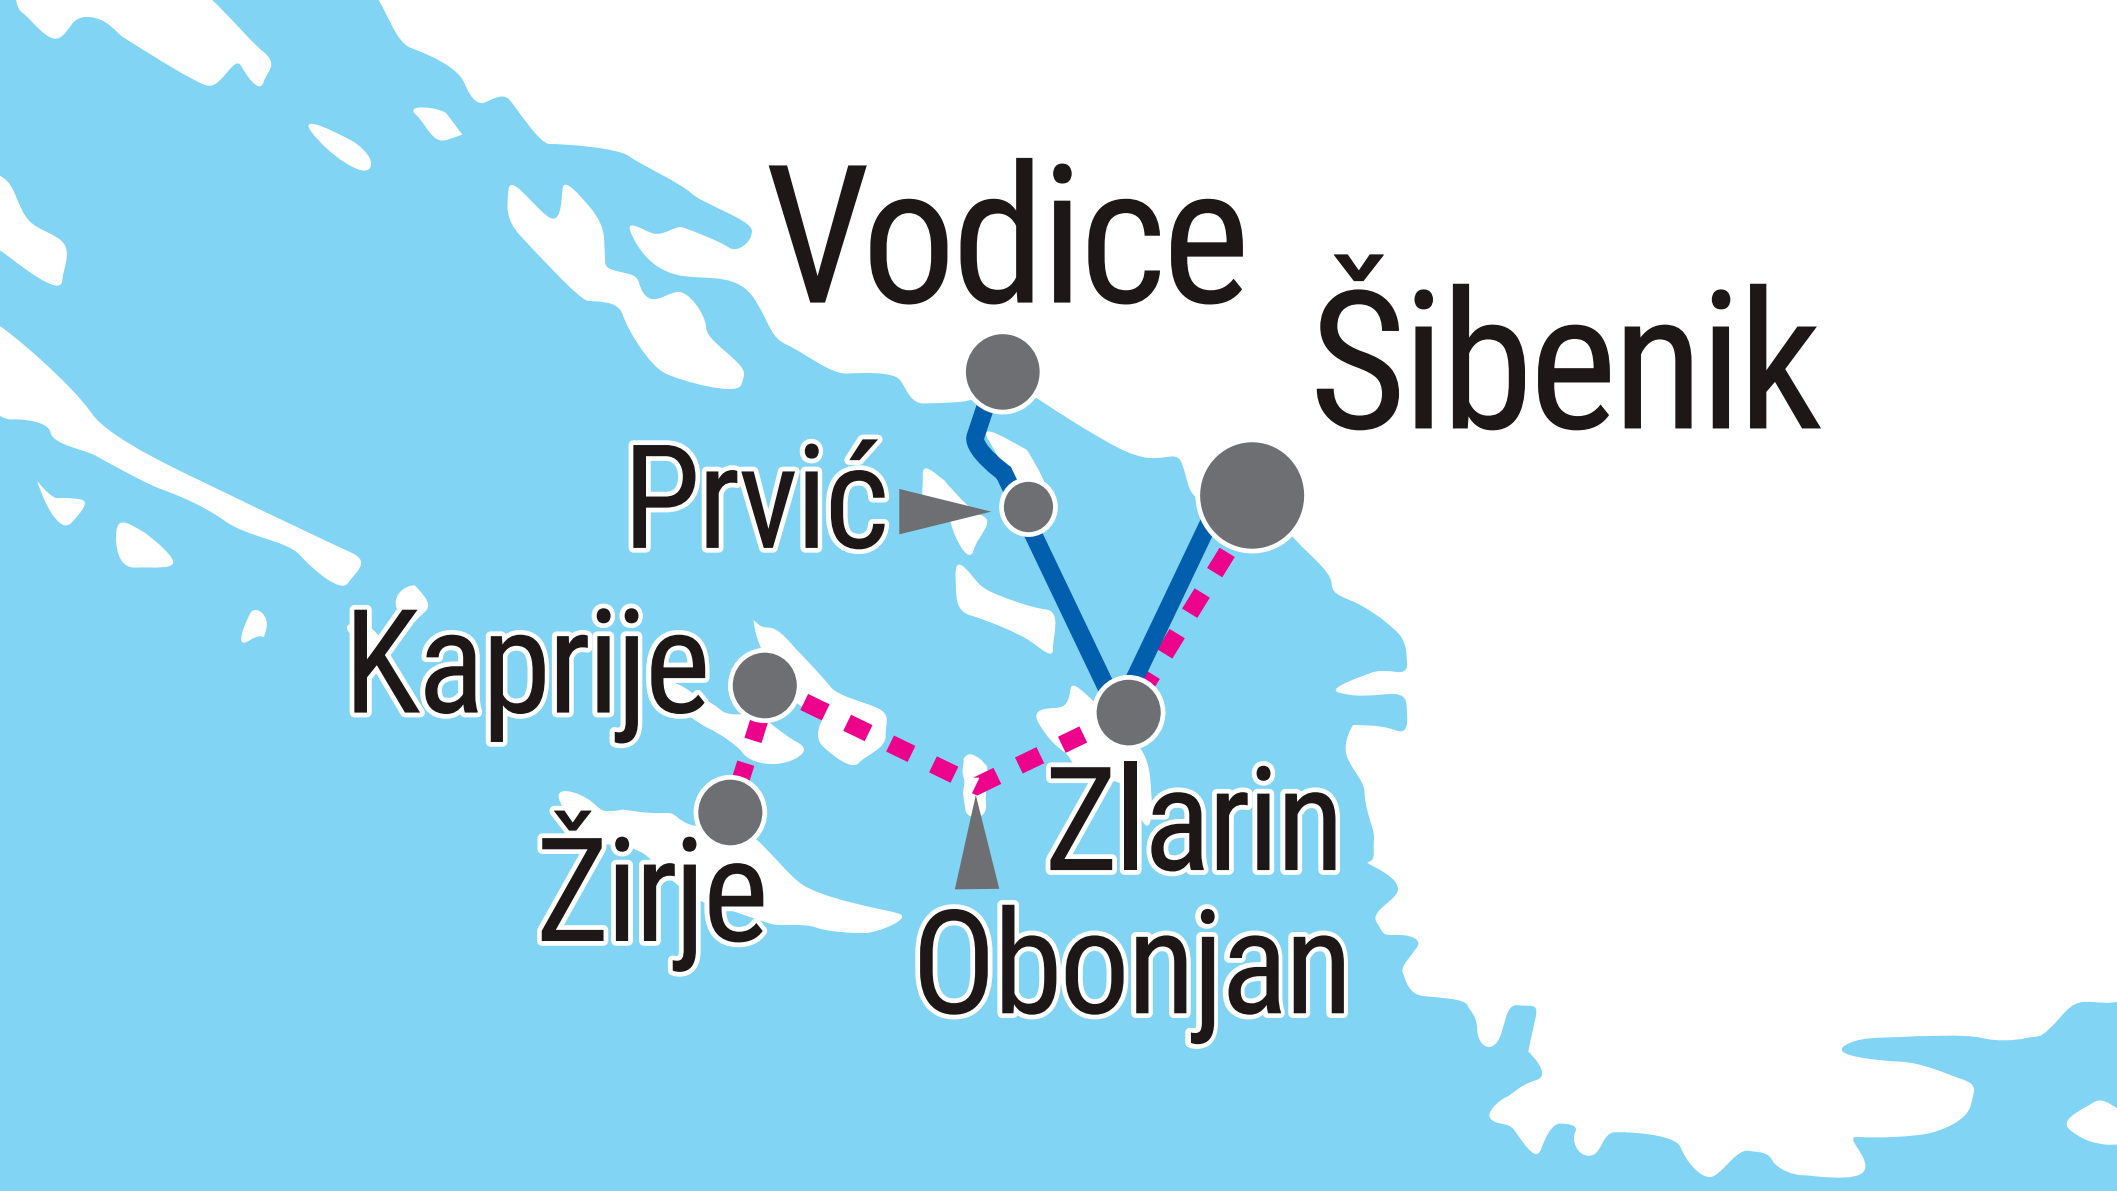 Vodice
Šibenik
Prvić
Kaprije
Zlarin
Žirje
Obonjan